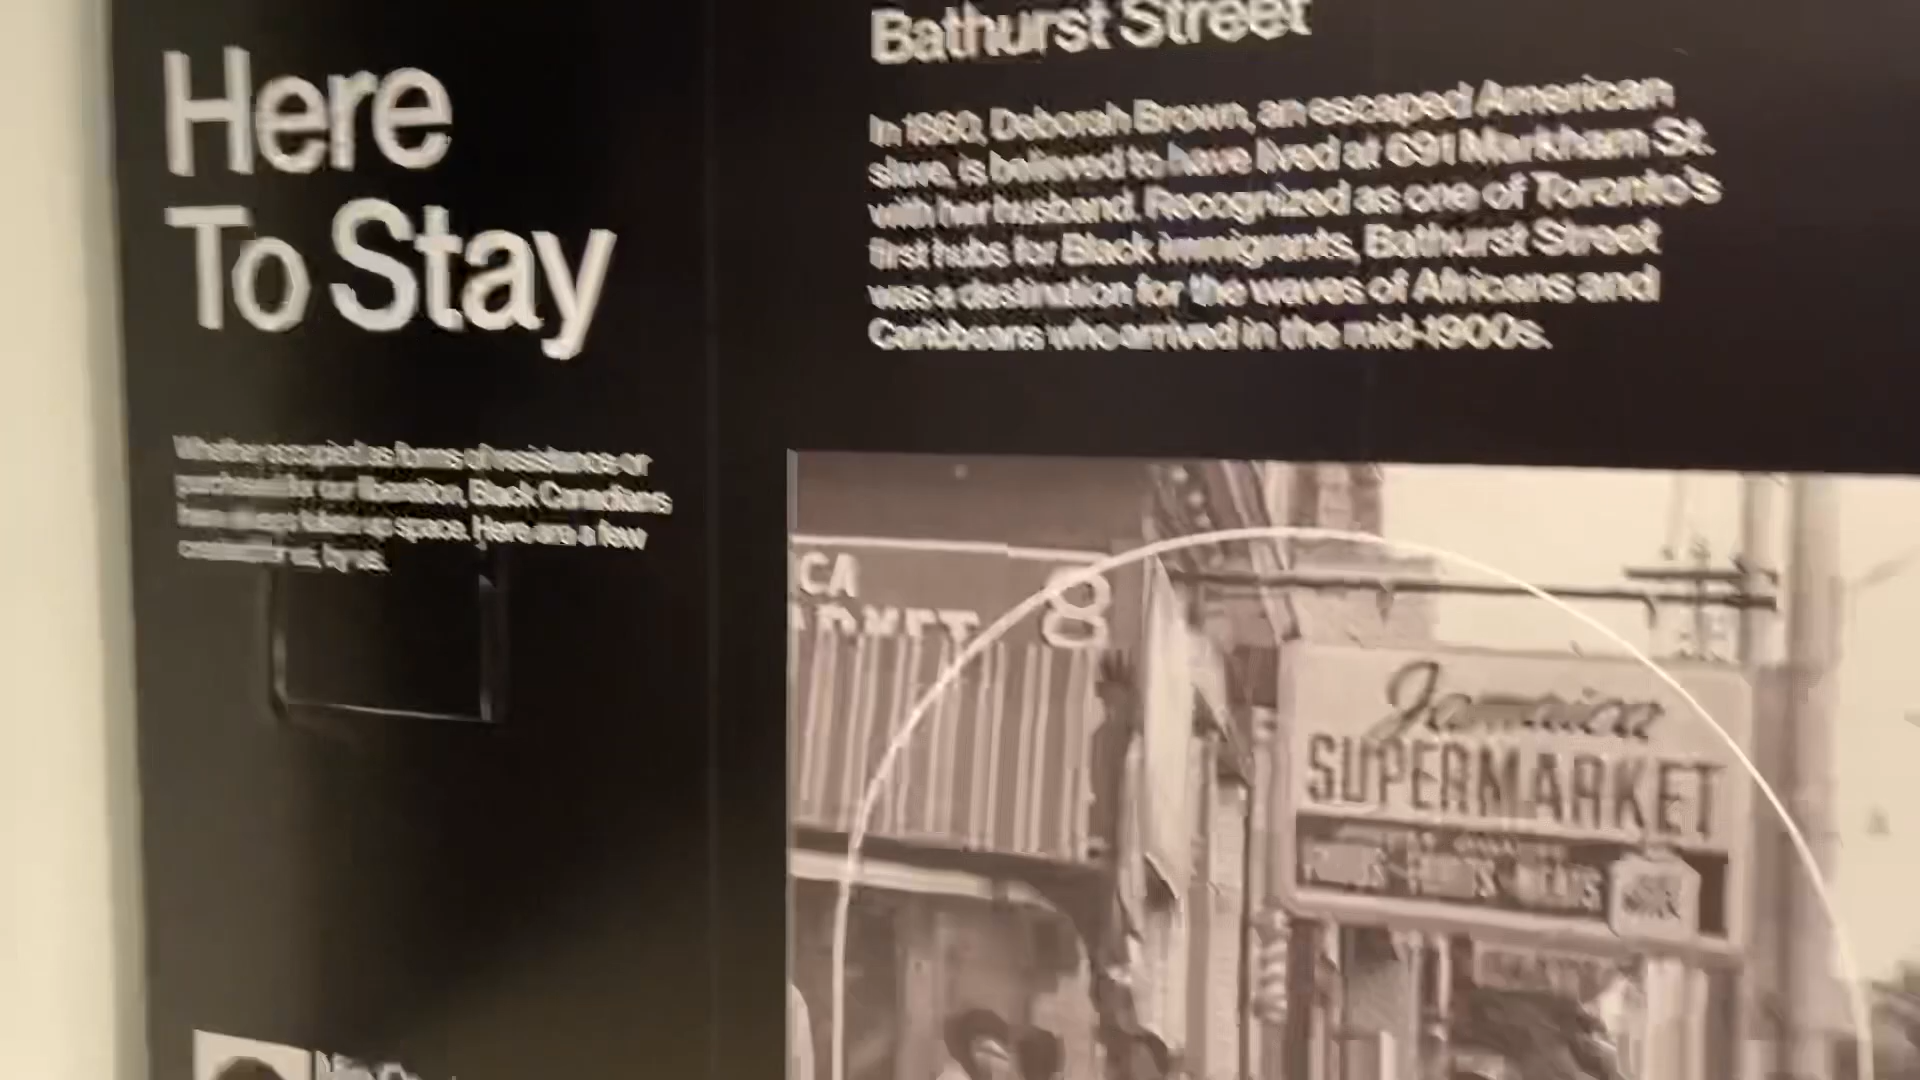 Here
To Stay
Whether occupied as forms of resistance or
purchased for our liberation, Black Canadians
have always taken up space. Here are a few
created for us, by us.
Bathurst Street
In 1860, Deborah Brown, an escaped American
slave, is believed to have lived at 691 Markham St.
with her husband. Recognized as one of Toronto's
first hubs for Black immigrants, Bathurst Street
was a destination for the waves of Africans and
Caribbeans who arrived in the mid-1900s.
CA
8
Jamaica
SUPERMARKET